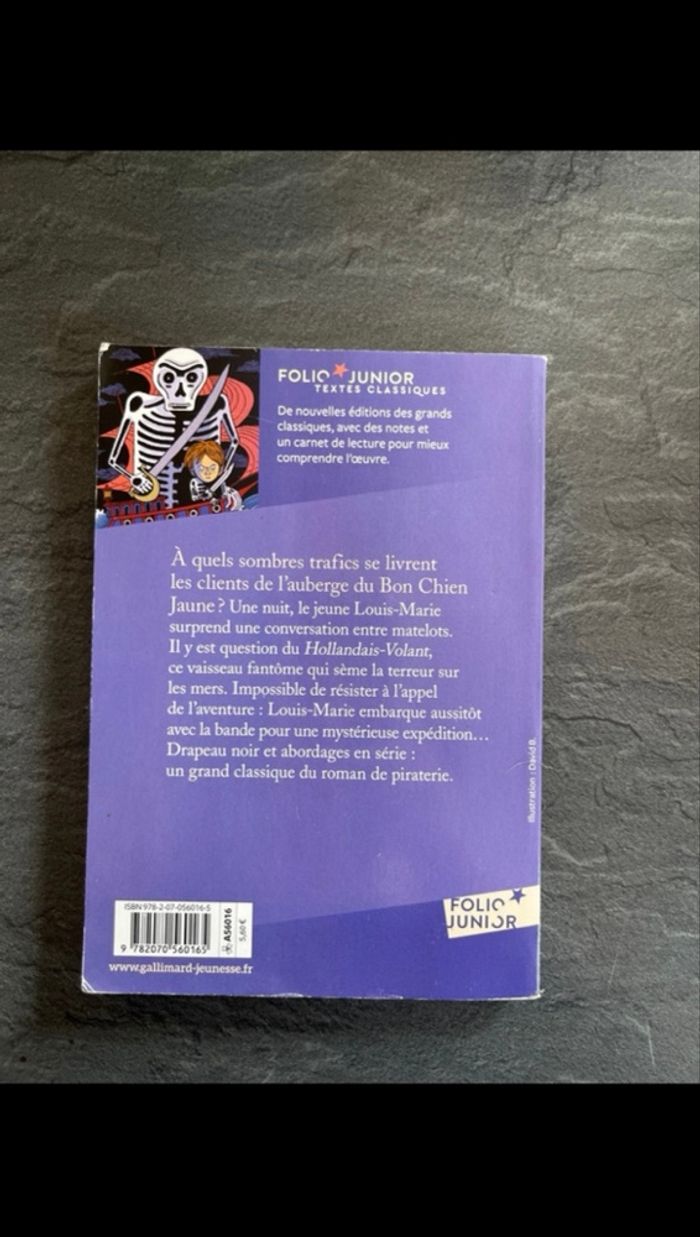 FOLIO JUNIOR
TEXTES CLASSIQUES
De nouvelles éditions des grands
classiques, avec des notes et
un carnet de lecture pour mieux
comprendre l'œuvre.
À quels sombres trafics se livrent
les clients de l'auberge du Bon Chien
Jaune ? Une nuit, le jeune Louis-Marie
surprend une conversation entre matelots.
Il y est question du Hollandais-Volant,
ce vaisseau fantôme qui sème la terreur sur
les mers. Impossible de résister à l'appel
de l'aventure : Louis-Marie embarque aussitôt
avec la bande pour une mystérieuse expédition...
Drapeau noir et abordages en série :
un grand classique du roman de piraterie.
Illustration : David B.
ISBN 978-2-07-056016-5
9 782070 560165
A56016
5,60 €
www.gallimard-jeunesse.fr
FOLIO
JUNIOR